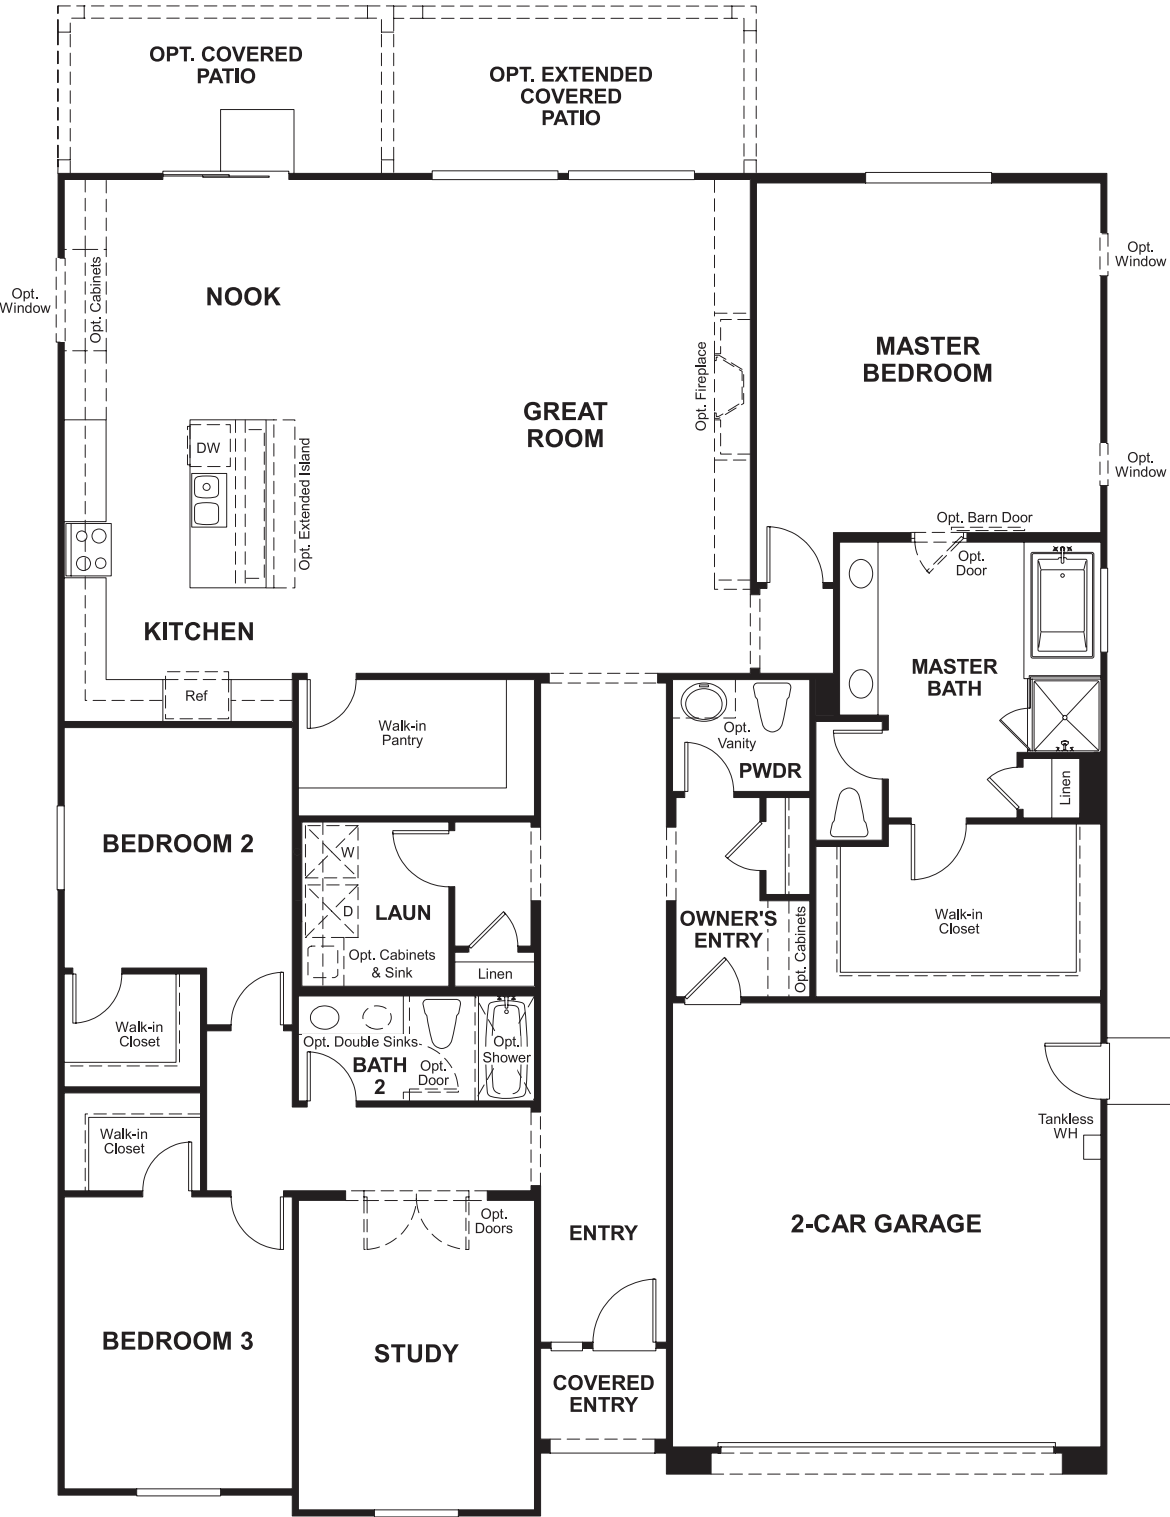 OPT. COVERED
PATIO
OPT. EXTENDED
COVERED
PATIO
Opt.
Window
Opt. Cabinets
NOOK
Opt.
Window
MASTER
BEDROOM
Opt. Fireplace
GREAT
ROOM
DW
Opt. Extended Island
Opt.
Window
Opt. Barn Door
Opt.
Door
KITCHEN
Ref
MASTER
BATH
Walk-in
Pantry
Opt.
Vanity
PWDR
Linen
BEDROOM 2
W
D
LAUN
Opt. Cabinets
& Sink
Linen
OWNER'S
ENTRY
Opt. Cabinets
Walk-in
Closet
Walk-in
Closet
Opt. Double Sinks
BATH
2
Opt.
Door
Opt.
Shower
Walk-in
Closet
Tankless
WH
Opt.
Doors
ENTRY
2-CAR GARAGE
BEDROOM 3
STUDY
COVERED
ENTRY